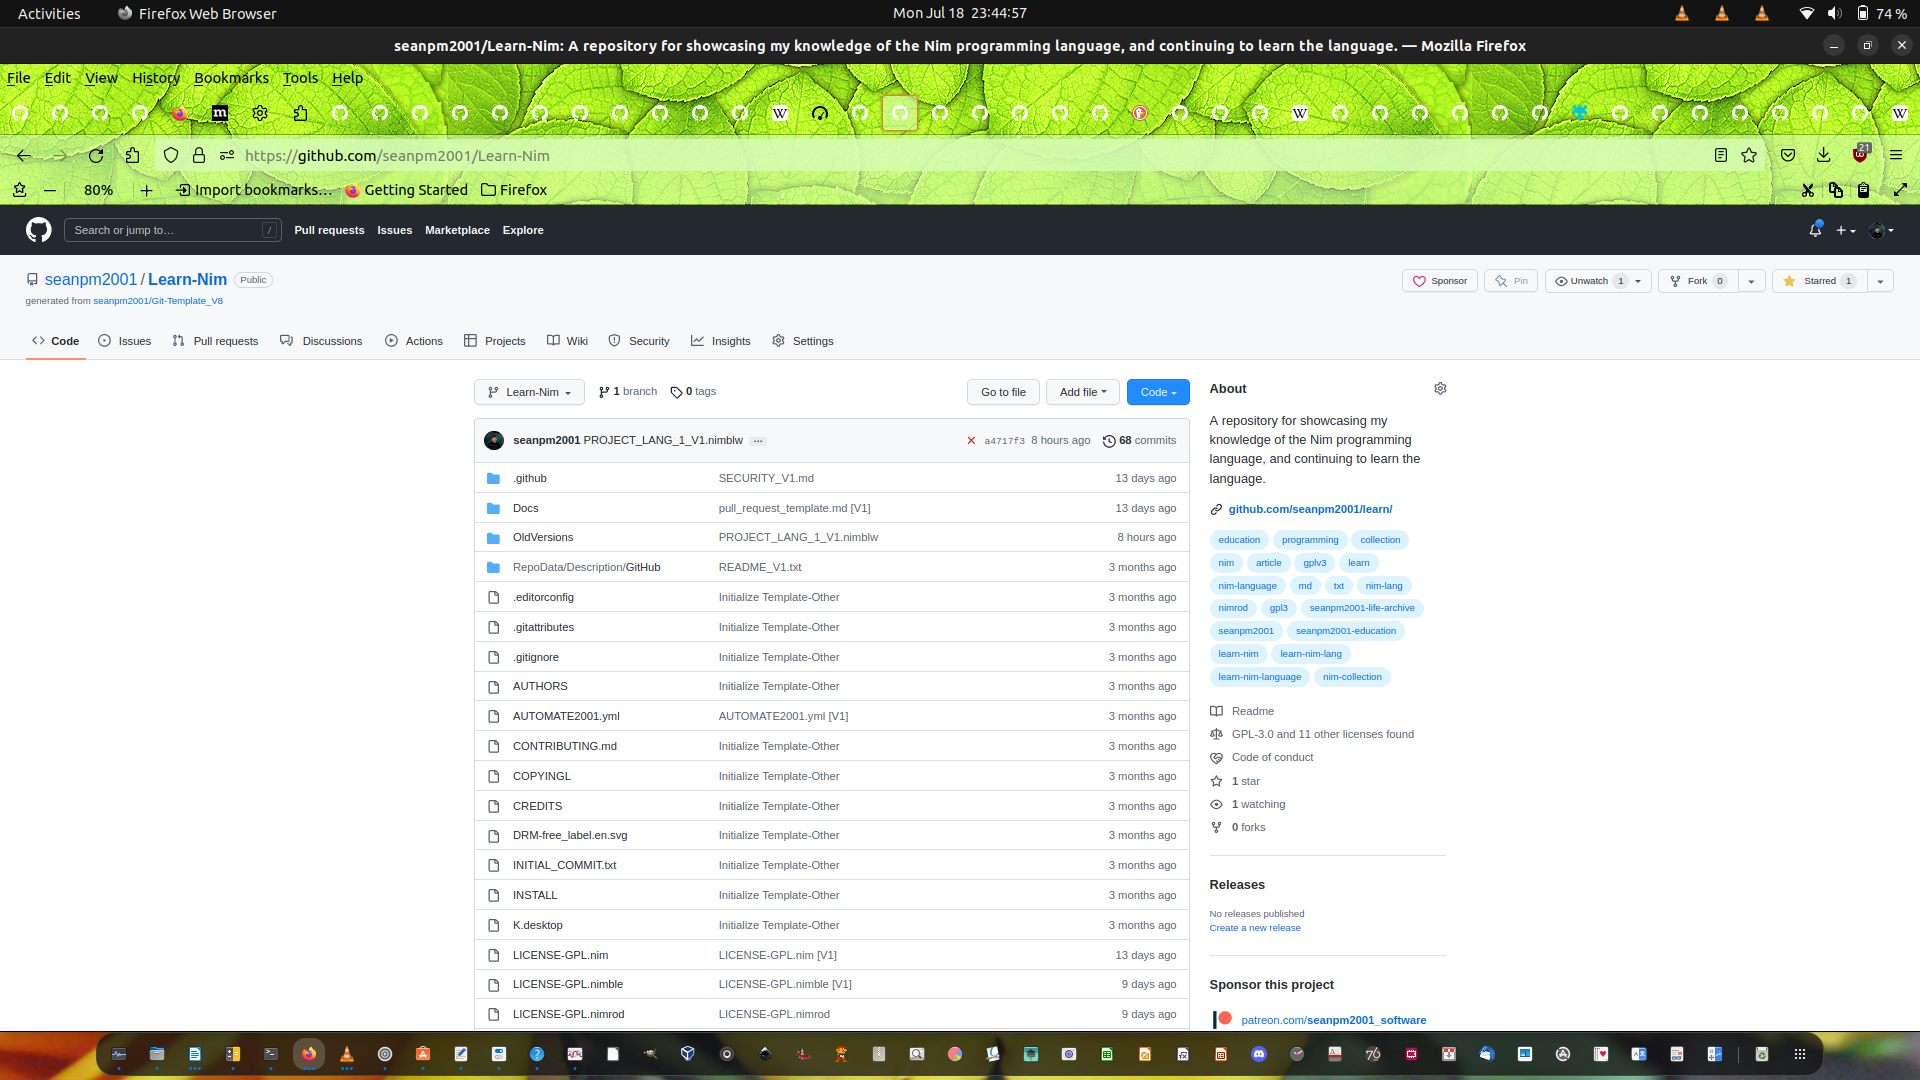 Activities
Firefox Web Browser
Mon Jul 18 23:44:57
74 %
seanpm2001/Learn-Nim: A repository for showcasing my knowledge of the Nim programming language, and continuing to learn the language. — Mozilla Firefox
File Edit View History Bookmarks Tools Help
https://github.com/seanpm2001/Learn-Nim
21
80%
Import bookmarks…
Getting Started
Firefox
Search or jump to…
/
Pull requests Issues Marketplace Explore
seanpm2001 / Learn-Nim
Public
Sponsor
Pin
Unwatch 1
Fork 0
Starred 1
generated from seanpm2001/Git-Template_V8
Code Issues Pull requests Discussions Actions Projects Wiki Security Insights Settings
Learn-Nim
1 branch
0 tags
Go to file
Add file
Code
seanpm2001 PROJECT_LANG_1_V1.nimblw ...
a4717f3 8 hours ago
68 commits
.github SECURITY_V1.md 13 days ago
Docs pull_request_template.md [V1] 13 days ago
OldVersions PROJECT_LANG_1_V1.nimblw 8 hours ago
RepoData/Description/GitHub README_V1.txt 3 months ago
.editorconfig Initialize Template-Other 3 months ago
.gitattributes Initialize Template-Other 3 months ago
.gitignore Initialize Template-Other 3 months ago
AUTHORS Initialize Template-Other 3 months ago
AUTOMATE2001.yml AUTOMATE2001.yml [V1] 3 months ago
CONTRIBUTING.md Initialize Template-Other 3 months ago
COPYINGL Initialize Template-Other 3 months ago
CREDITS Initialize Template-Other 3 months ago
DRM-free_label.en.svg Initialize Template-Other 3 months ago
INITIAL_COMMIT.txt Initialize Template-Other 3 months ago
INSTALL Initialize Template-Other 3 months ago
K.desktop Initialize Template-Other 3 months ago
LICENSE-GPL.nim LICENSE-GPL.nim [V1] 13 days ago
LICENSE-GPL.nimble LICENSE-GPL.nimble [V1] 9 days ago
LICENSE-GPL.nimrod LICENSE-GPL.nimrod 9 days ago
About
A repository for showcasing my
knowledge of the Nim programming
language, and continuing to learn the
language.
github.com/seanpm2001/learn/
education programming collection
nim article gplv3 learn
nim-language md txt nim-lang
nimrod gpl3 seanpm2001-life-archive
seanpm2001 seanpm2001-education
learn-nim learn-nim-lang
learn-nim-language nim-collection
Readme
GPL-3.0 and 11 other licenses found
Code of conduct
1 star
1 watching
0 forks
Releases
No releases published
Create a new release
Sponsor this project
patreon.com/seanpm2001_software